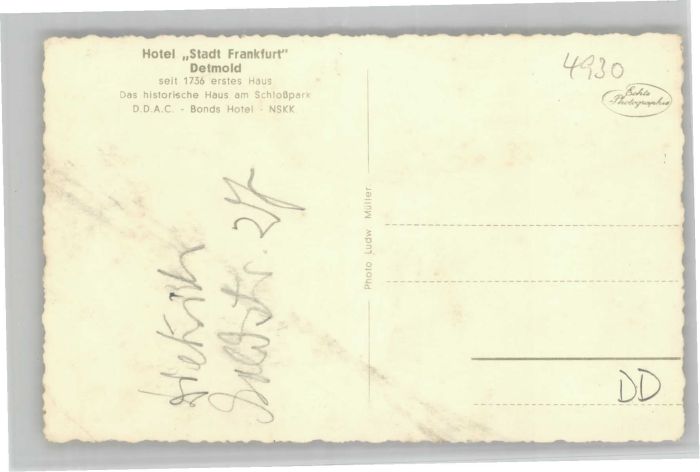 Hotel „Stadt Frankfurt"
Detmold
seit 1736 erstes Haus
Das historische Haus am Schloßpark
D.D.A.C. - Bonds Hotel - NSKK
4930
Echte
Photographie
Photo Ludw Müller
DD